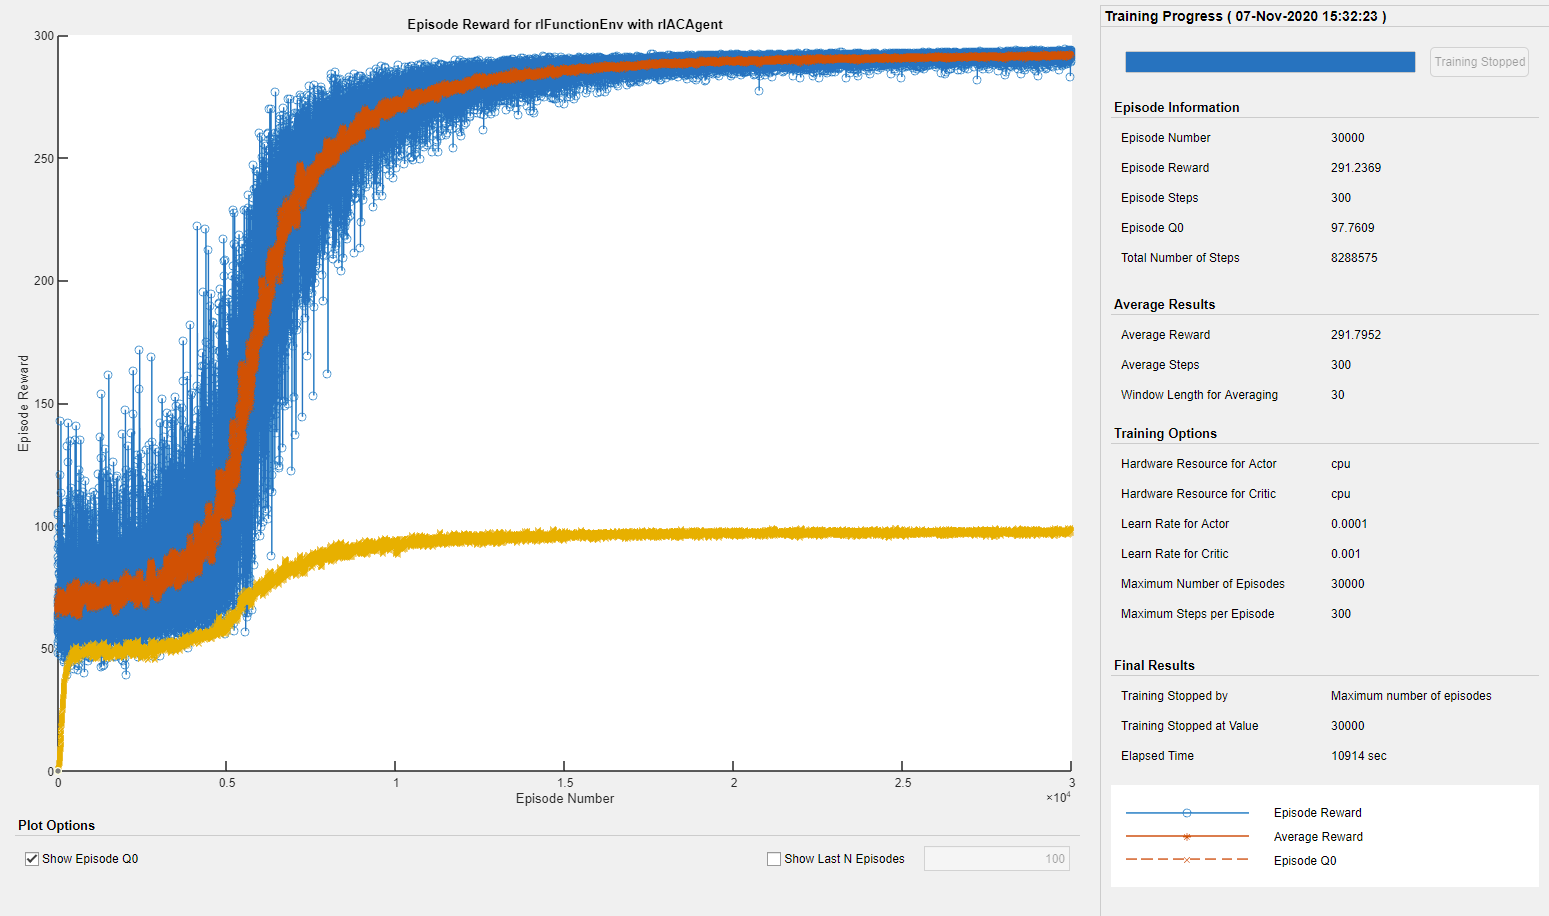 Episode Reward for rlFunctionEnv with rlACAgent
300
250
200
150
100
50
0
Episode Reward
0 0.5 1 1.5 2 2.5 3
Episode Number
×10⁴
Plot Options
Show Episode Q0
Show Last N Episodes 100
Training Progress ( 07-Nov-2020 15:32:23 )
Training Stopped
Episode Information
Episode Number 30000
Episode Reward 291.2369
Episode Steps 300
Episode Q0 97.7609
Total Number of Steps 8288575
Average Results
Average Reward 291.7952
Average Steps 300
Window Length for Averaging 30
Training Options
Hardware Resource for Actor cpu
Hardware Resource for Critic cpu
Learn Rate for Actor 0.0001
Learn Rate for Critic 0.001
Maximum Number of Episodes 30000
Maximum Steps per Episode 300
Final Results
Training Stopped by Maximum number of episodes
Training Stopped at Value 30000
Elapsed Time 10914 sec
Episode Reward
Average Reward
Episode Q0